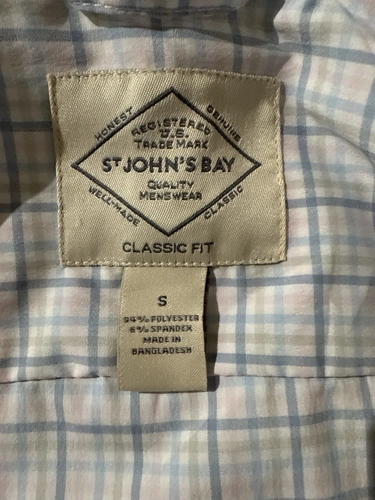 HONEST
GENUINE
REGISTERED
U.S.
TRADE MARK
ST JOHN'S BAY
QUALITY
MENSWEAR
WELL-MADE
CLASSIC
CLASSIC FIT
S
94% POLYESTER
6% SPANDEX
MADE IN
BANGLADESH